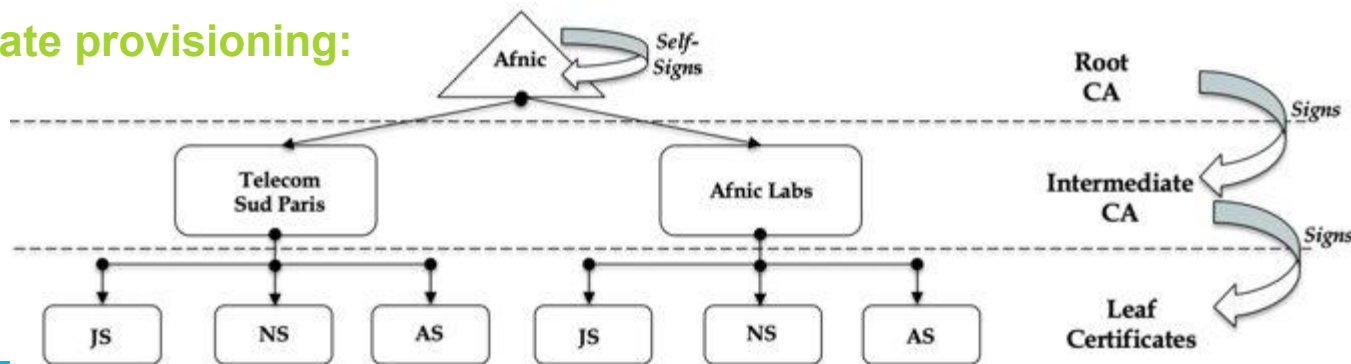 ate provisioning:
Afnic
Self-
Signs
Root
CA
Signs
Telecom
Sud Paris
Afnic Labs
Intermediate
CA
Signs
JS
NS
AS
JS
NS
AS
Leaf
Certificates